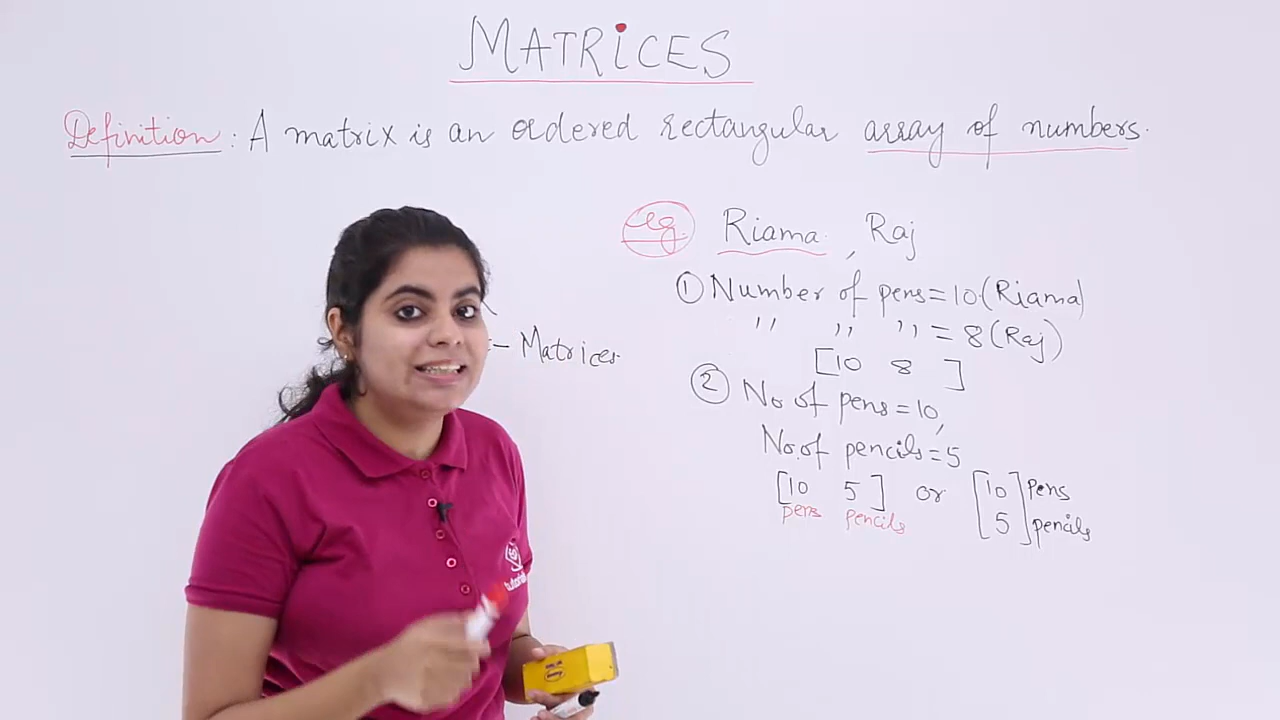 MATRICES
Definition : A matrix is an ordered rectangular array of numbers.
eg. Riama, Raj
① Number of pens = 10 (Riama)
" " " = 8 (Raj)
[10 8 ]
- Matrices
② No of pens = 10,
No. of pencils = 5
[10 5 ] or [10 pens
pens pencils 5] pencils